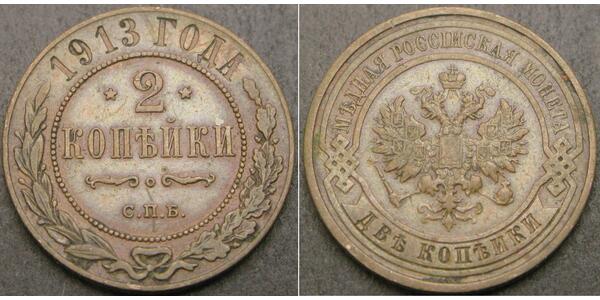 1913 ГОДА
2
КОПѢЙКИ
С.П.Б.
МѢДНАЯ РОССІЙСКАЯ МОНЕТА
ДВѢ КОПѢЙКИ